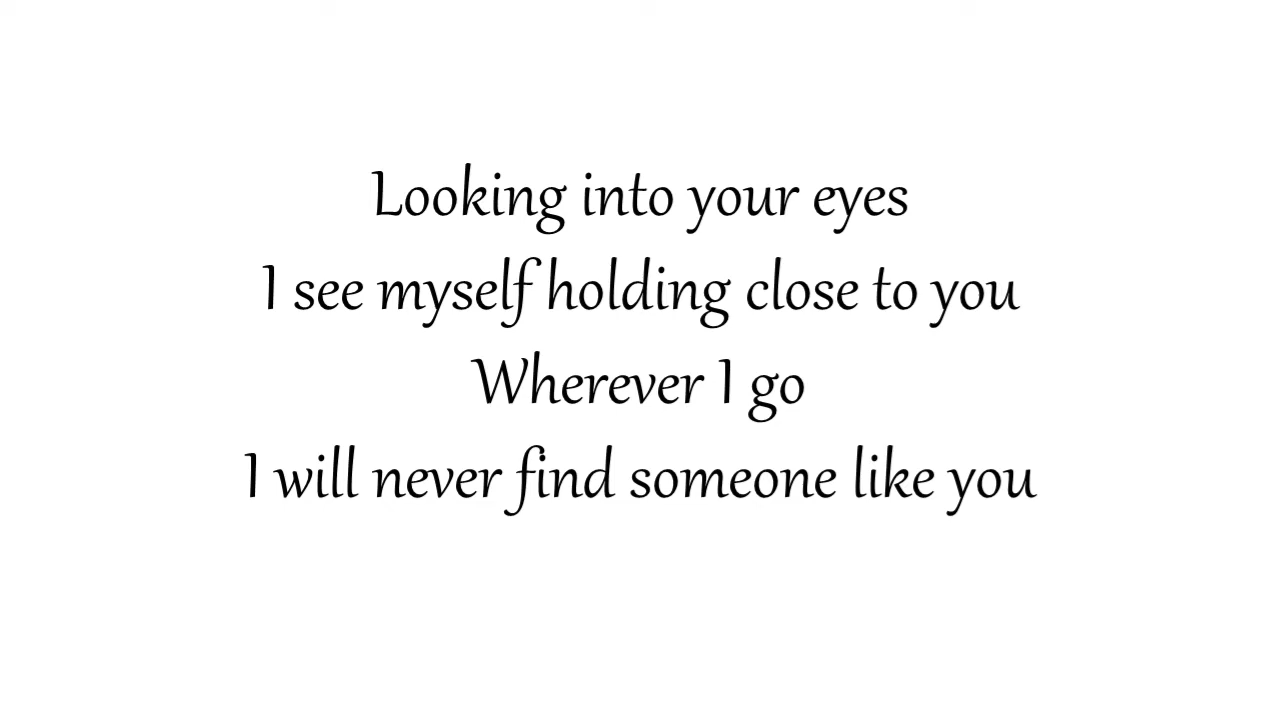 Looking into your eyes
I see myself holding close to you
Wherever I go
I will never find someone like you